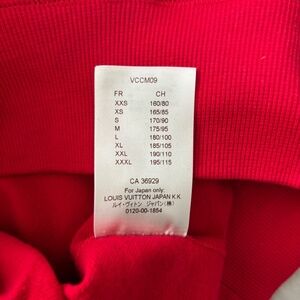 VCCM09
FR CH
XXS 160/80
XS 165/85
S 170/90
M 175/95
L 180/100
XL 185/105
XXL 190/110
XXXL 195/115
CA 36929
For Japan only:
LOUIS VUITTON JAPAN K.K.
ルイ・ヴィトン ジャパン(株)
0120-00-1854